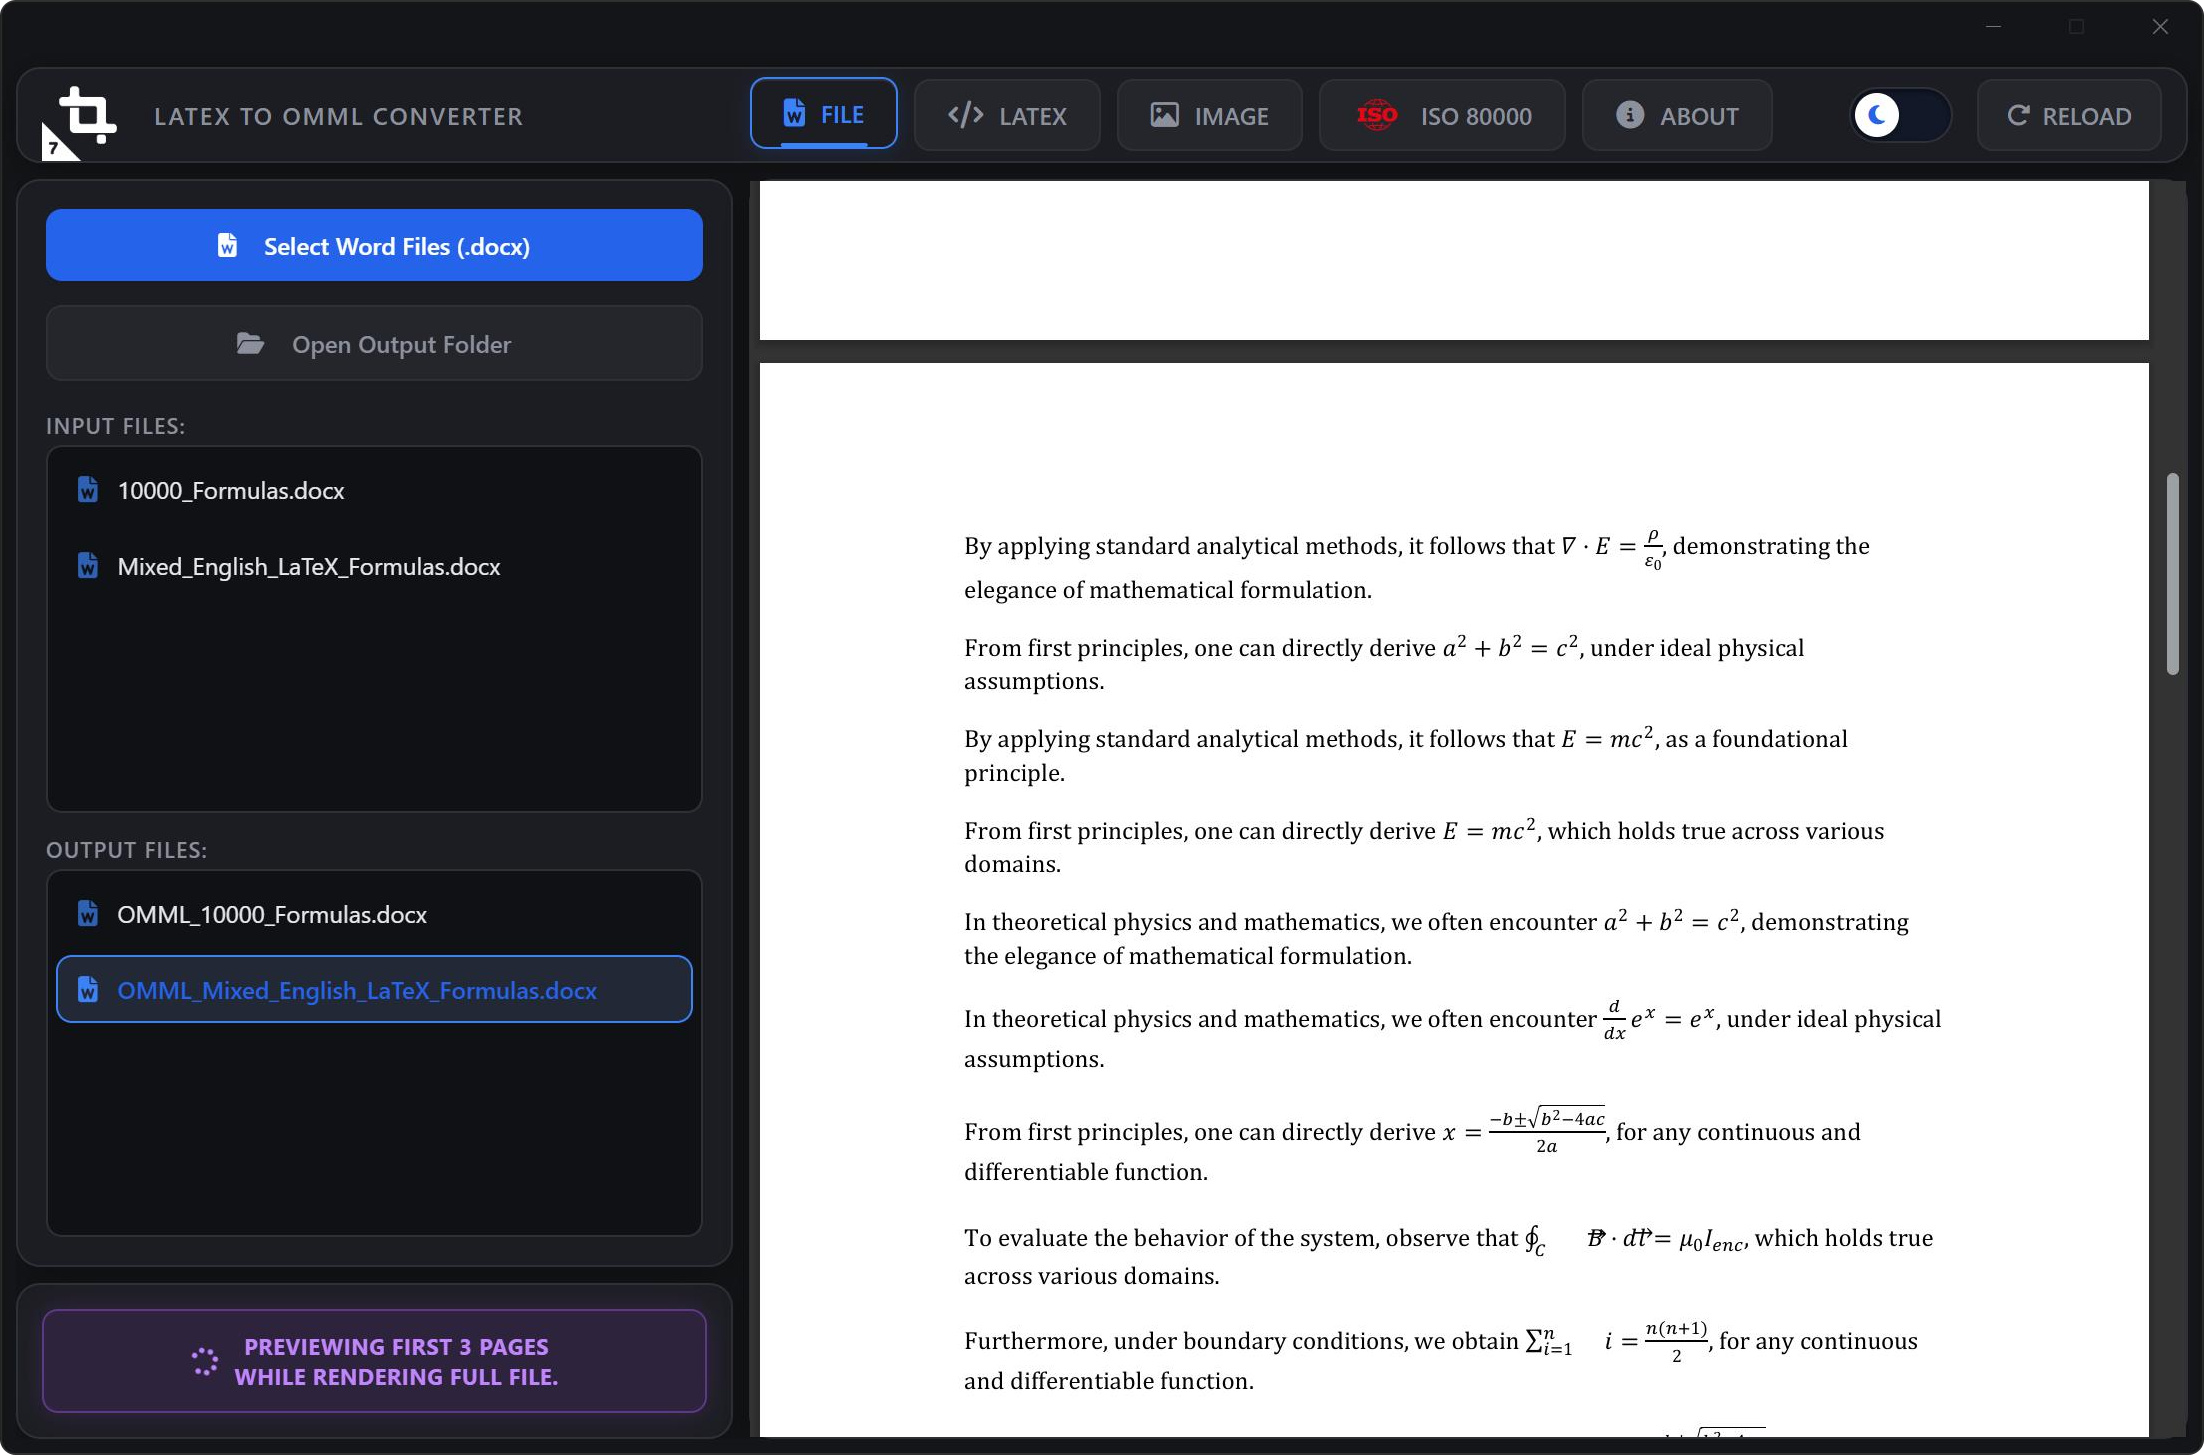 7
LATEX TO OMML CONVERTER
FILE
LATEX
IMAGE
ISO
ISO 80000
ABOUT
RELOAD
Select Word Files (.docx)
Open Output Folder
INPUT FILES:
10000_Formulas.docx
Mixed_English_LaTeX_Formulas.docx
OUTPUT FILES:
OMML_10000_Formulas.docx
OMML_Mixed_English_LaTeX_Formulas.docx
PREVIEWING FIRST 3 PAGES
WHILE RENDERING FULL FILE.
By applying standard analytical methods, it follows that ∇ · E = ρ/ε₀, demonstrating the
elegance of mathematical formulation.
From first principles, one can directly derive a² + b² = c², under ideal physical
assumptions.
By applying standard analytical methods, it follows that E = mc², as a foundational
principle.
From first principles, one can directly derive E = mc², which holds true across various
domains.
In theoretical physics and mathematics, we often encounter a² + b² = c², demonstrating
the elegance of mathematical formulation.
In theoretical physics and mathematics, we often encounter d/dx eˣ = eˣ, under ideal physical
assumptions.
From first principles, one can directly derive x = (−b±√(b²−4ac))/2a, for any continuous and
differentiable function.
To evaluate the behavior of the system, observe that ∮_C B⃗ · dl⃗ = μ₀I_enc, which holds true
across various domains.
Furthermore, under boundary conditions, we obtain ∑ⁿᵢ₌₁ i = n(n+1)/2, for any continuous
and differentiable function.